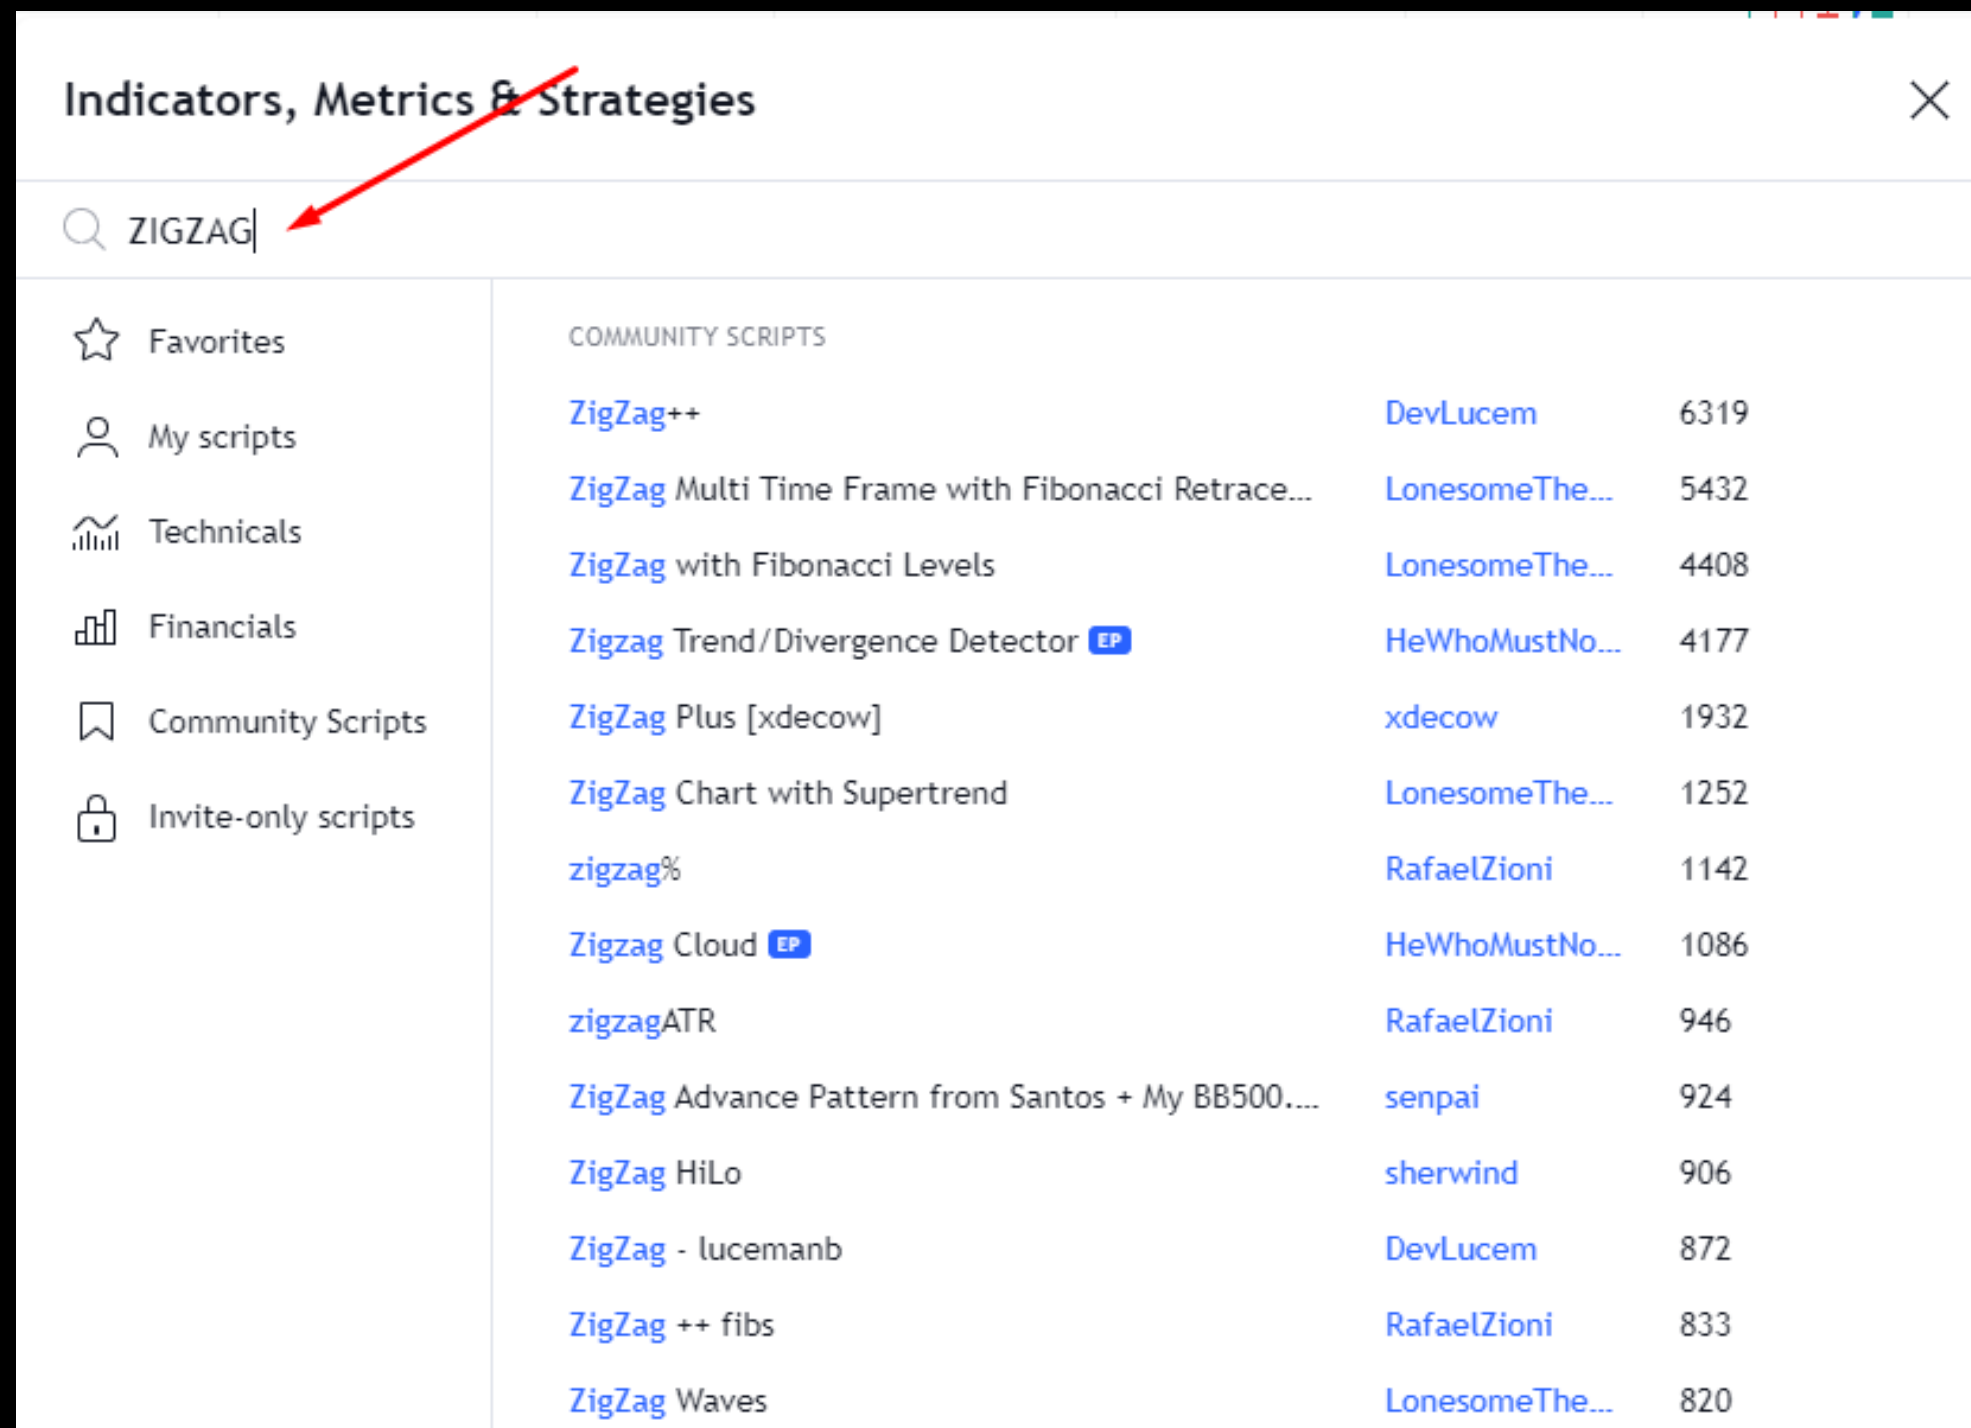 Indicators, Metrics & Strategies
ZIGZAG
Favorites
My scripts
Technicals
Financials
Community Scripts
Invite-only scripts
COMMUNITY SCRIPTS
ZigZag++ DevLucem 6319
ZigZag Multi Time Frame with Fibonacci Retrace... LonesomeThe... 5432
ZigZag with Fibonacci Levels LonesomeThe... 4408
Zigzag Trend/Divergence Detector EP HeWhoMustNo... 4177
ZigZag Plus [xdecow] xdecow 1932
ZigZag Chart with Supertrend LonesomeThe... 1252
zigzag% RafaelZioni 1142
Zigzag Cloud EP HeWhoMustNo... 1086
zigzagATR RafaelZioni 946
ZigZag Advance Pattern from Santos + My BB500.... senpai 924
ZigZag HiLo sherwind 906
ZigZag - lucemanb DevLucem 872
ZigZag ++ fibs RafaelZioni 833
ZigZag Waves LonesomeThe... 820